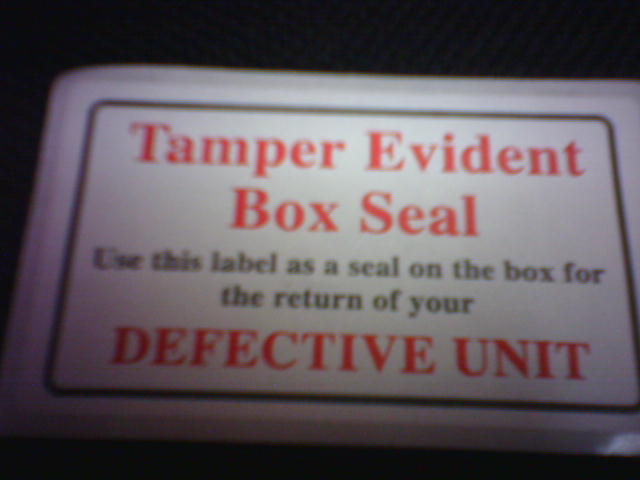 Tamper Evident
Box Seal
Use this label as a seal on the box for
the return of your
DEFECTIVE UNIT